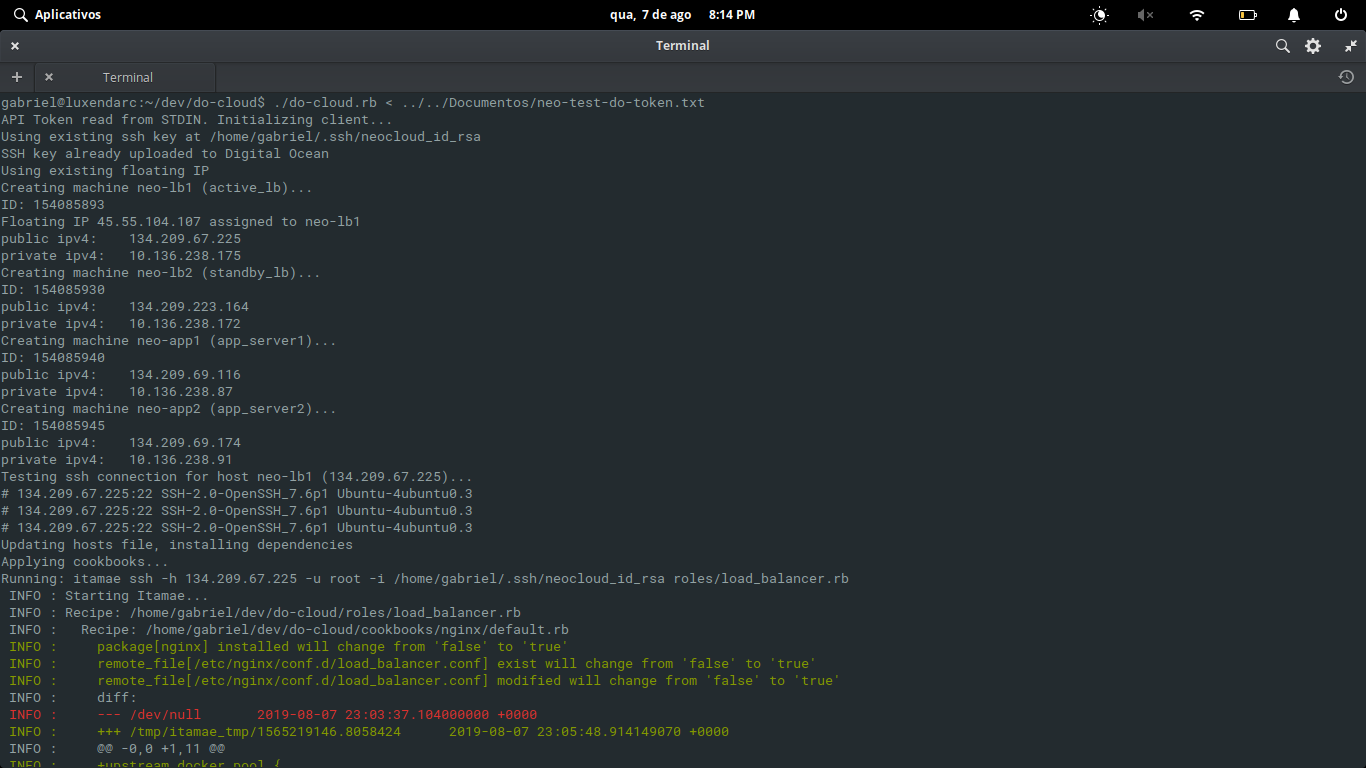 Aplicativos
qua, 7 de ago 8:14 PM
Terminal
Terminal
gabriel@luxendarc:~/dev/do-cloud$ ./do-cloud.rb < ../../Documentos/neo-test-do-token.txt
API Token read from STDIN. Initializing client...
Using existing ssh key at /home/gabriel/.ssh/neocloud_id_rsa
SSH key already uploaded to Digital Ocean
Using existing floating IP
Creating machine neo-lb1 (active_lb)...
ID: 154085893
Floating IP 45.55.104.107 assigned to neo-lb1
public ipv4:    134.209.67.225
private ipv4:   10.136.238.175
Creating machine neo-lb2 (standby_lb)...
ID: 154085930
public ipv4:    134.209.223.164
private ipv4:   10.136.238.172
Creating machine neo-app1 (app_server1)...
ID: 154085940
public ipv4:    134.209.69.116
private ipv4:   10.136.238.87
Creating machine neo-app2 (app_server2)...
ID: 154085945
public ipv4:    134.209.69.174
private ipv4:   10.136.238.91
Testing ssh connection for host neo-lb1 (134.209.67.225)...
# 134.209.67.225:22 SSH-2.0-OpenSSH_7.6p1 Ubuntu-4ubuntu0.3
# 134.209.67.225:22 SSH-2.0-OpenSSH_7.6p1 Ubuntu-4ubuntu0.3
# 134.209.67.225:22 SSH-2.0-OpenSSH_7.6p1 Ubuntu-4ubuntu0.3
Updating hosts file, installing dependencies
Applying cookbooks...
Running: itamae ssh -h 134.209.67.225 -u root -i /home/gabriel/.ssh/neocloud_id_rsa roles/load_balancer.rb
 INFO : Starting Itamae...
 INFO : Recipe: /home/gabriel/dev/do-cloud/roles/load_balancer.rb
 INFO :   Recipe: /home/gabriel/dev/do-cloud/cookbooks/nginx/default.rb
 INFO :     package[nginx] installed will change from 'false' to 'true'
 INFO :     remote_file[/etc/nginx/conf.d/load_balancer.conf] exist will change from 'false' to 'true'
 INFO :     remote_file[/etc/nginx/conf.d/load_balancer.conf] modified will change from 'false' to 'true'
 INFO :     diff:
 INFO :     --- /dev/null       2019-08-07 23:03:37.104000000 +0000
 INFO :     +++ /tmp/itamae_tmp/1565219146.8058424      2019-08-07 23:05:48.914149070 +0000
 INFO :     @@ -0,0 +1,11 @@
 INFO :     +upstream docker_pool {